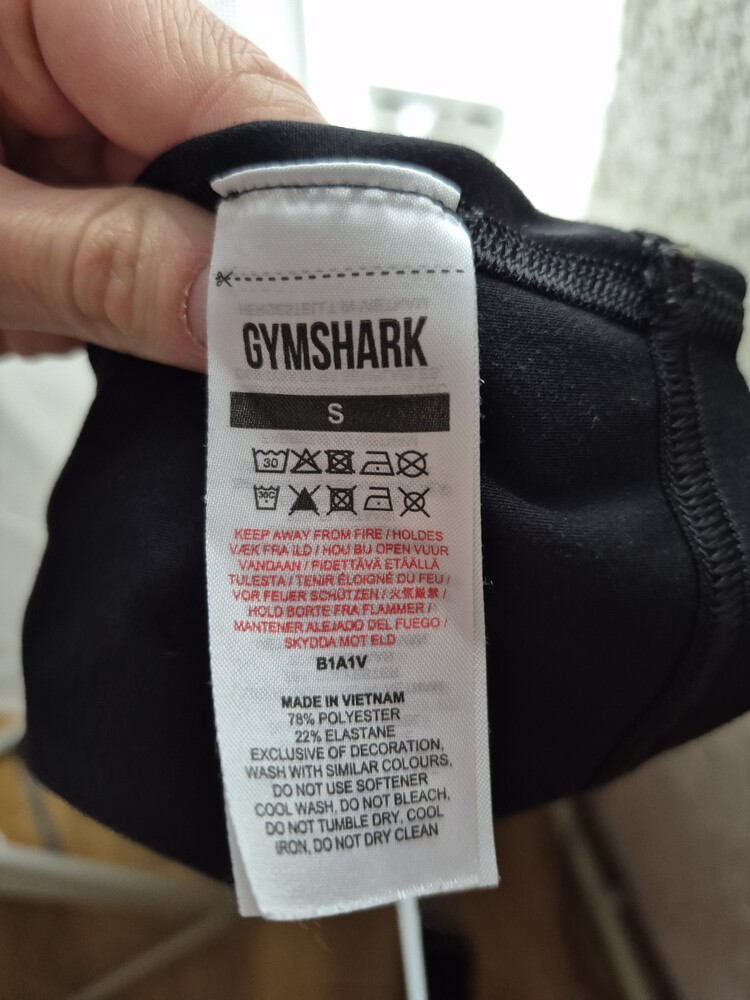 GYMSHARK
S
30
30C
KEEP AWAY FROM FIRE / HOLDES
VÆK FRA ILD / HOU BIJ OPEN VUUR
VANDAAN / PIDETTÄVÄ ETÄÄLLÄ
TULESTA / TENIR ÉLOIGNÉ DU FEU /
VOR FEUER SCHÜTZEN / 火気厳禁 /
HOLD BORTE FRA FLAMMER /
MANTENER ALEJADO DEL FUEGO /
SKYDDA MOT ELD
B1A1V
MADE IN VIETNAM
78% POLYESTER
22% ELASTANE
EXCLUSIVE OF DECORATION,
WASH WITH SIMILAR COLOURS,
DO NOT USE SOFTENER
COOL WASH, DO NOT BLEACH,
DO NOT TUMBLE DRY, COOL
IRON, DO NOT DRY CLEAN